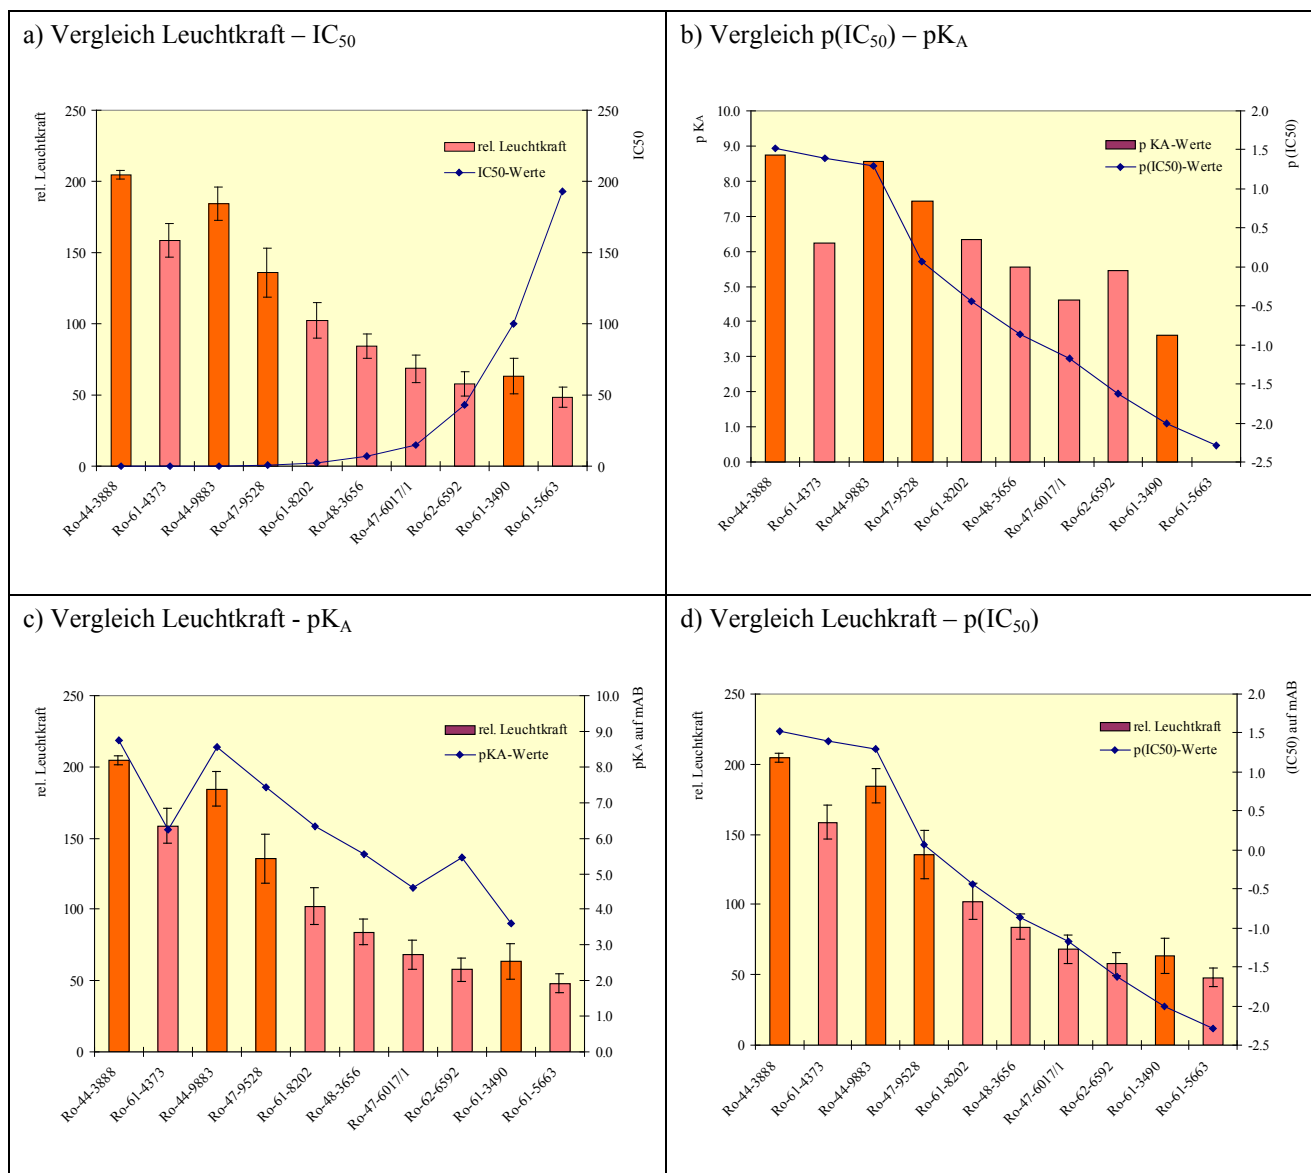 a) Vergleich Leuchtkraft – IC50
rel. Leuchtkraft
250
200
150
100
50
0
rel. Leuchtkraft
IC50-Werte
250
200
150
100
50
0
IC50
Ro-44-3888
Ro-61-4373
Ro-44-9883
Ro-47-9528
Ro-61-8202
Ro-48-3656
Ro-47-6017/1
Ro-62-6592
Ro-61-3490
Ro-61-5663
b) Vergleich p(IC50) – pKA
p KA
10.0
9.0
8.0
7.0
6.0
5.0
4.0
3.0
2.0
1.0
0.0
p KA-Werte
p(IC50)-Werte
2.0
1.5
1.0
0.5
0.0
-0.5
-1.0
-1.5
-2.0
-2.5
p (IC50)
Ro-44-3888
Ro-61-4373
Ro-44-9883
Ro-47-9528
Ro-61-8202
Ro-48-3656
Ro-47-6017/1
Ro-62-6592
Ro-61-3490
Ro-61-5663
c) Vergleich Leuchtkraft - pKA
rel. Leuchtkraft
250
200
150
100
50
0
rel. Leuchtkraft
pKA-Werte
10.0
9.0
8.0
7.0
6.0
5.0
4.0
3.0
2.0
1.0
0.0
pKA auf mAB
Ro-44-3888
Ro-61-4373
Ro-44-9883
Ro-47-9528
Ro-61-8202
Ro-48-3656
Ro-47-6017/1
Ro-62-6592
Ro-61-3490
Ro-61-5663
d) Vergleich Leuchkraft – p(IC50)
rel. Leuchtkraft
250
200
150
100
50
0
rel. Leuchtkraft
p(IC50)-Werte
2.0
1.5
1.0
0.5
0.0
-0.5
-1.0
-1.5
-2.0
-2.5
(IC50) auf mAB
Ro-44-3888
Ro-61-4373
Ro-44-9883
Ro-47-9528
Ro-61-8202
Ro-48-3656
Ro-47-6017/1
Ro-62-6592
Ro-61-3490
Ro-61-5663